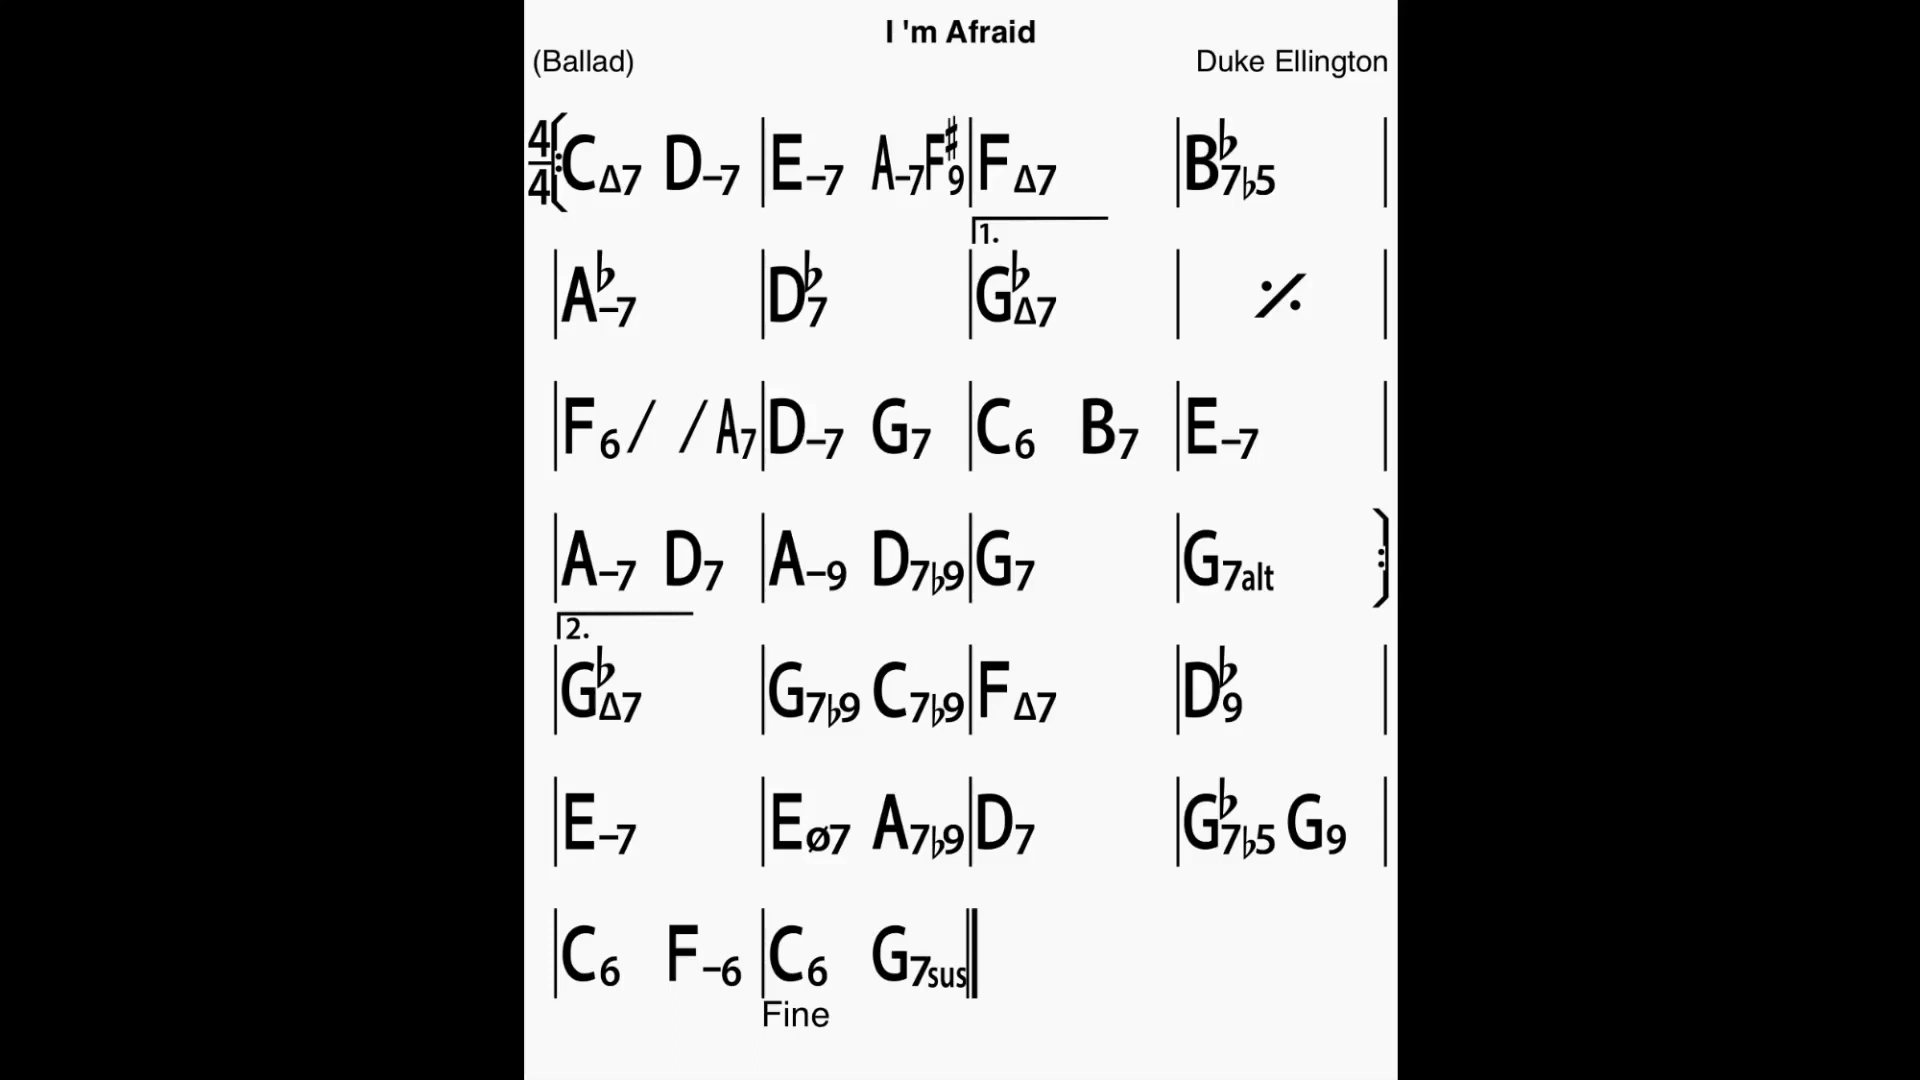 I 'm Afraid
(Ballad) Duke Ellington
4/4 CΔ7 D-7 E-7 A-7 F♯9 FΔ7 B♭7♭5
1.
A♭-7 D♭7 G♭Δ7 𝄎
F6 / / A7 D-7 G7 C6 B7 E-7
A-7 D7 A-9 D7♭9 G7 G7alt
2.
G♭Δ7 G7♭9 C7♭9 FΔ7 D♭9
E-7 Eø7 A7♭9 D7 G♭7♭5 G9
C6 F-6 C6 G7sus
Fine